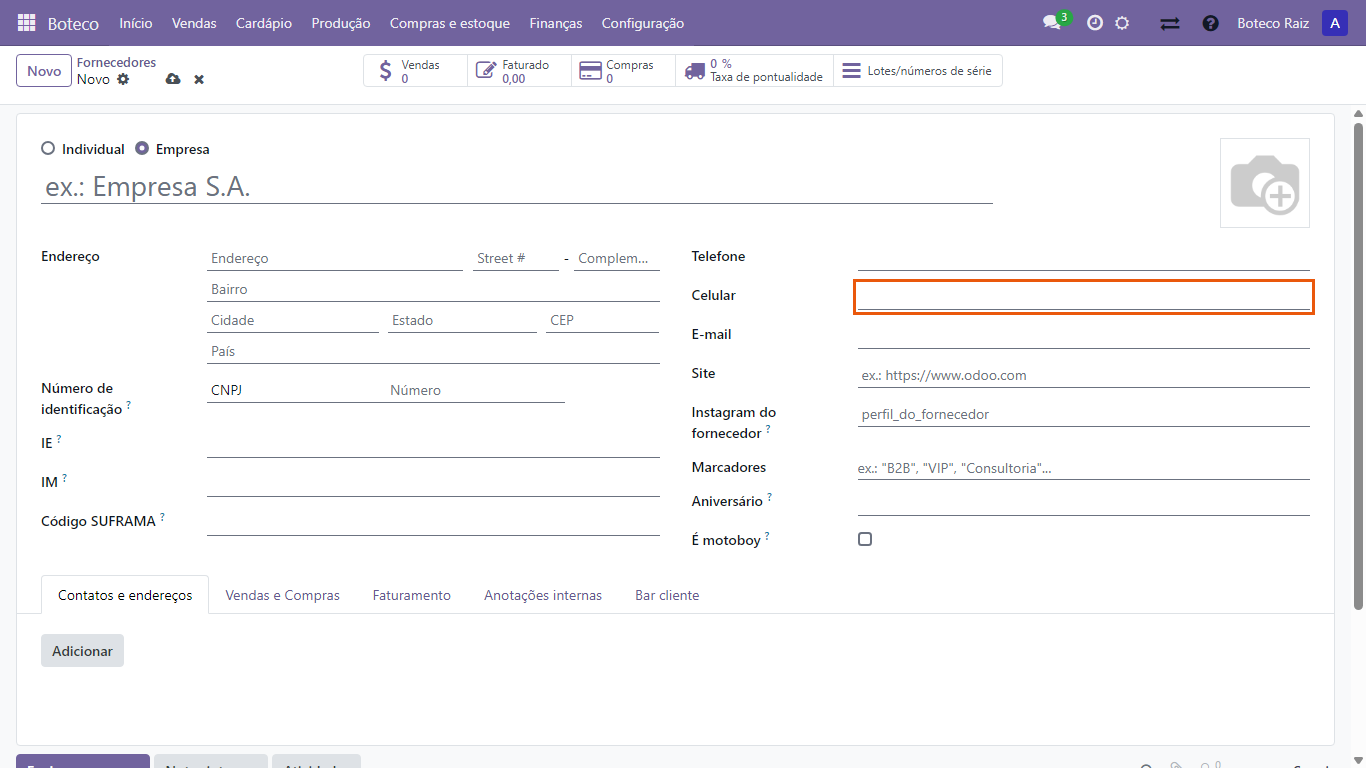 Boteco Início Vendas Cardápio Produção Compras e estoque Finanças Configuração 3 Boteco Raiz A
Novo
Fornecedores
Novo
Vendas
0
Faturado
0,00
Compras
0
0 %
Taxa de pontualidade
Lotes/números de série
Individual Empresa
ex.: Empresa S.A.
Endereço
Endereço Street # - Complem...
Bairro
Cidade Estado CEP
País
Número de
identificação ?
CNPJ Número
IE ?
IM ?
Código SUFRAMA ?
Telefone
Celular
E-mail
Site ex.: https://www.odoo.com
Instagram do
fornecedor ?
perfil_do_fornecedor
Marcadores ex.: "B2B", "VIP", "Consultoria"...
Aniversário ?
É motoboy ?
Contatos e endereços Vendas e Compras Faturamento Anotações internas Bar cliente
Adicionar